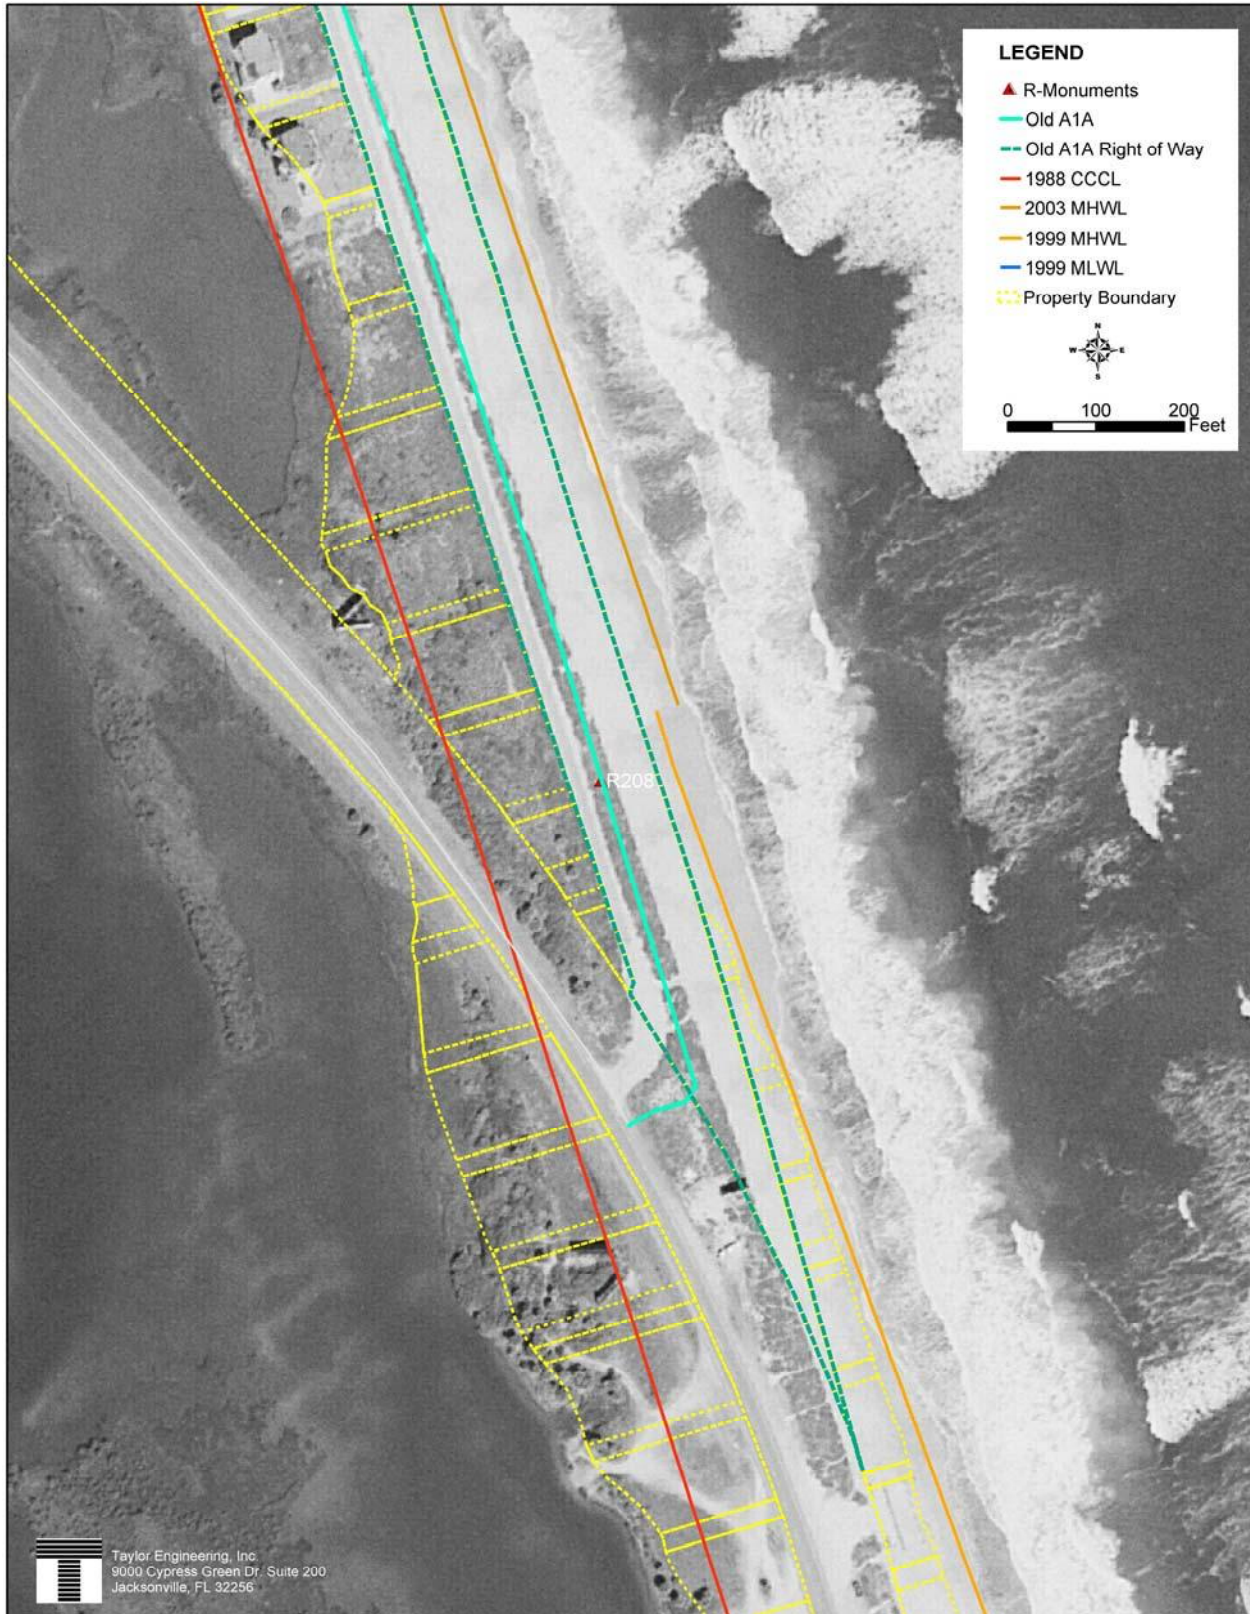 LEGEND
R-Monuments
Old A1A
Old A1A Right of Way
1988 CCCL
2003 MHWL
1999 MHWL
1999 MLWL
Property Boundary
N
W E
S
0 100 200
Feet
R208
Taylor Engineering, Inc
9000 Cypress Green Dr. Suite 200
Jacksonville, FL 32256